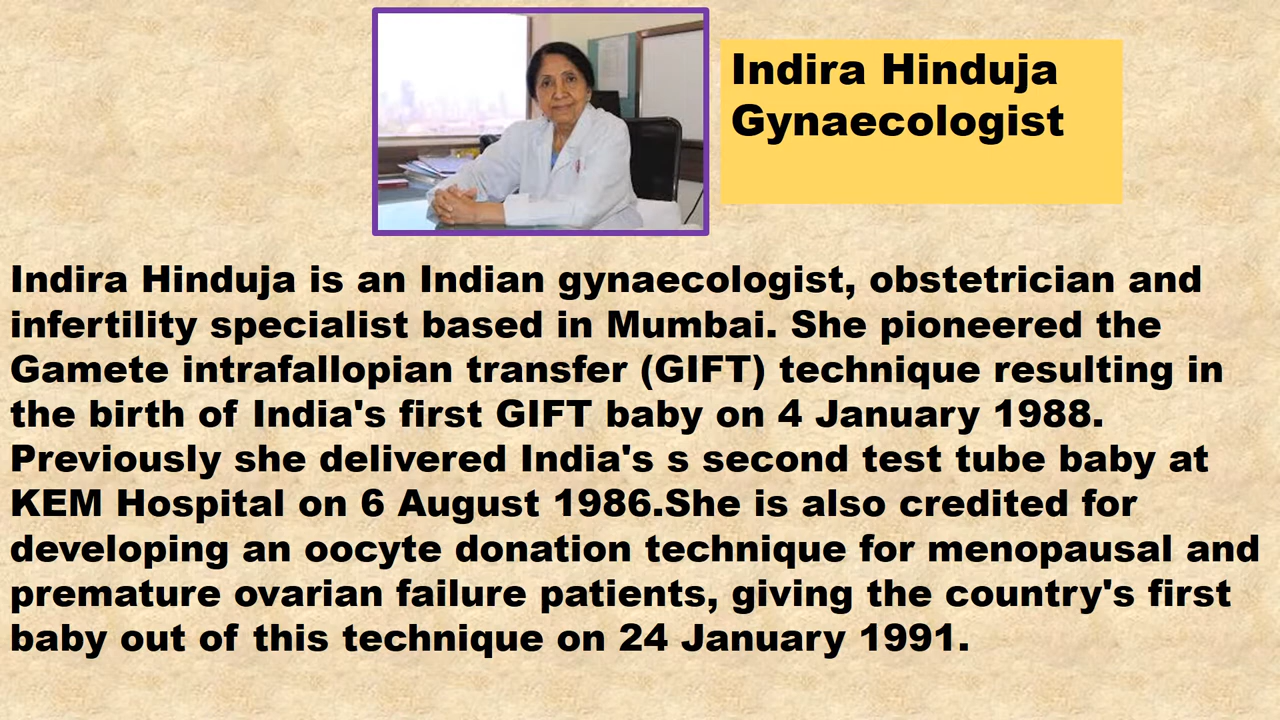 Indira Hinduja
Gynaecologist
Indira Hinduja is an Indian gynaecologist, obstetrician and
infertility specialist based in Mumbai. She pioneered the
Gamete intrafallopian transfer (GIFT) technique resulting in
the birth of India's first GIFT baby on 4 January 1988.
Previously she delivered India's s second test tube baby at
KEM Hospital on 6 August 1986.She is also credited for
developing an oocyte donation technique for menopausal and
premature ovarian failure patients, giving the country's first
baby out of this technique on 24 January 1991.